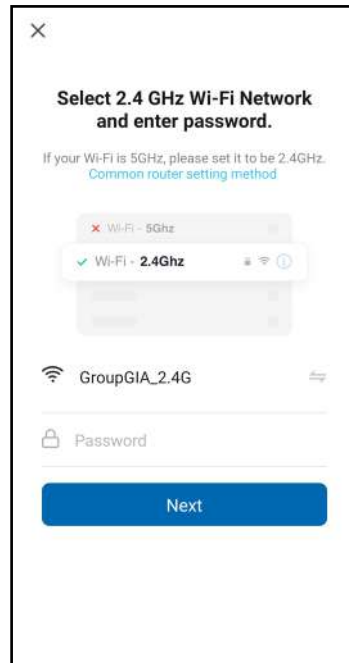 Select 2.4 GHz Wi-Fi Network
and enter password.
If your Wi-Fi is 5GHz, please set it to be 2.4GHz.
Common router setting method
Wi-Fi - 5Ghz
Wi-Fi - 2.4Ghz
GroupGIA_2.4G
Password
Next